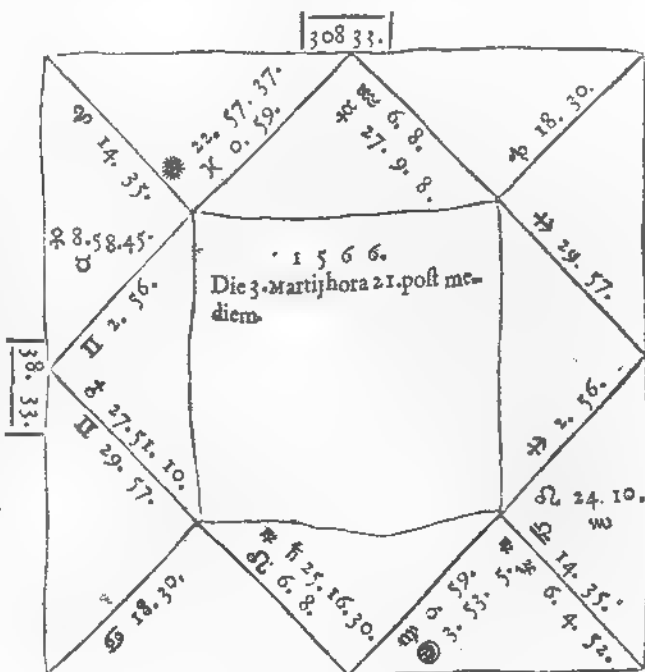 308 33.
♈ 14. 35.
☀ 22. 57. 37.
♓ 0. 59.
♒ 6. 8.
☿ 27. 9. 8.
♑ 18. 30.
♀ 8.58.45.
♉
♐ 29. 57.
1 5 6 6.
Die 3. Martij hora 21. post me-
diem.
♊ 2. 56.
38. 33.
♂ 27. 51. 10.
♊ 29. 57.
♐ 2. 56.
☊ 24. 10.
♏
♋ 18. 30.
♄ 25. 16. 30.
♌ 6. 8.
♍ 0. 59.
3. 53. 5.
♎ 14. 35.
6. 4. 52.